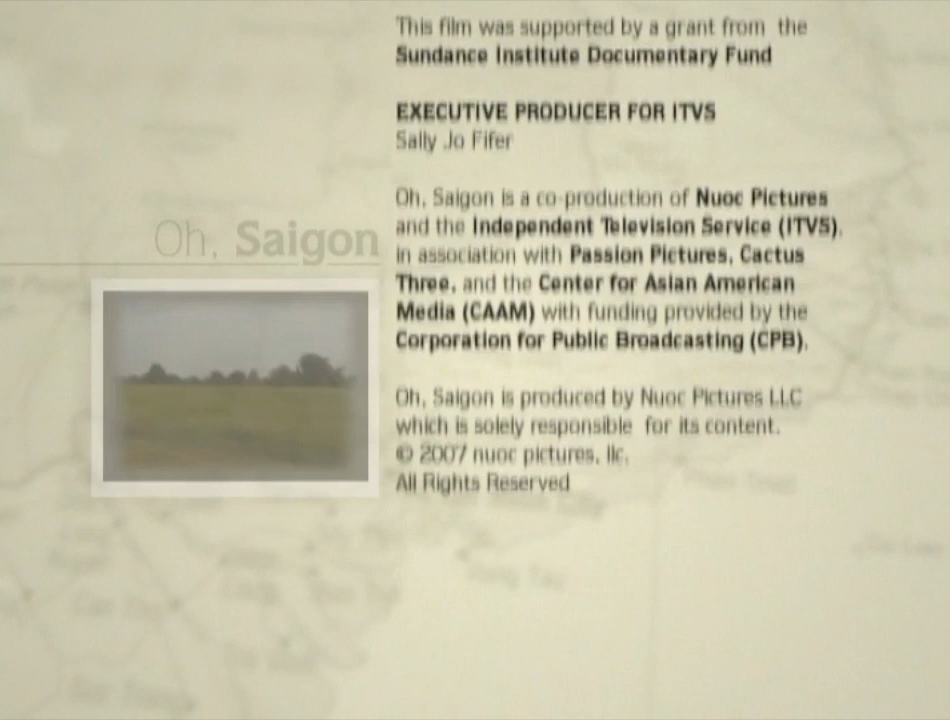 This film was supported by a grant from the
Sundance Institute Documentary Fund
EXECUTIVE PRODUCER FOR ITVS
Sally Jo Fifer
Oh, Saigon
Oh, Saigon is a co-production of Nuoc Pictures
and the Independent Television Service (ITVS),
in association with Passion Pictures, Cactus
Three, and the Center for Asian American
Media (CAAM) with funding provided by the
Corporation for Public Broadcasting (CPB).
Oh, Saigon is produced by Nuoc Pictures LLC
which is solely responsible for its content.
© 2007 nuoc pictures, llc.
All Rights Reserved